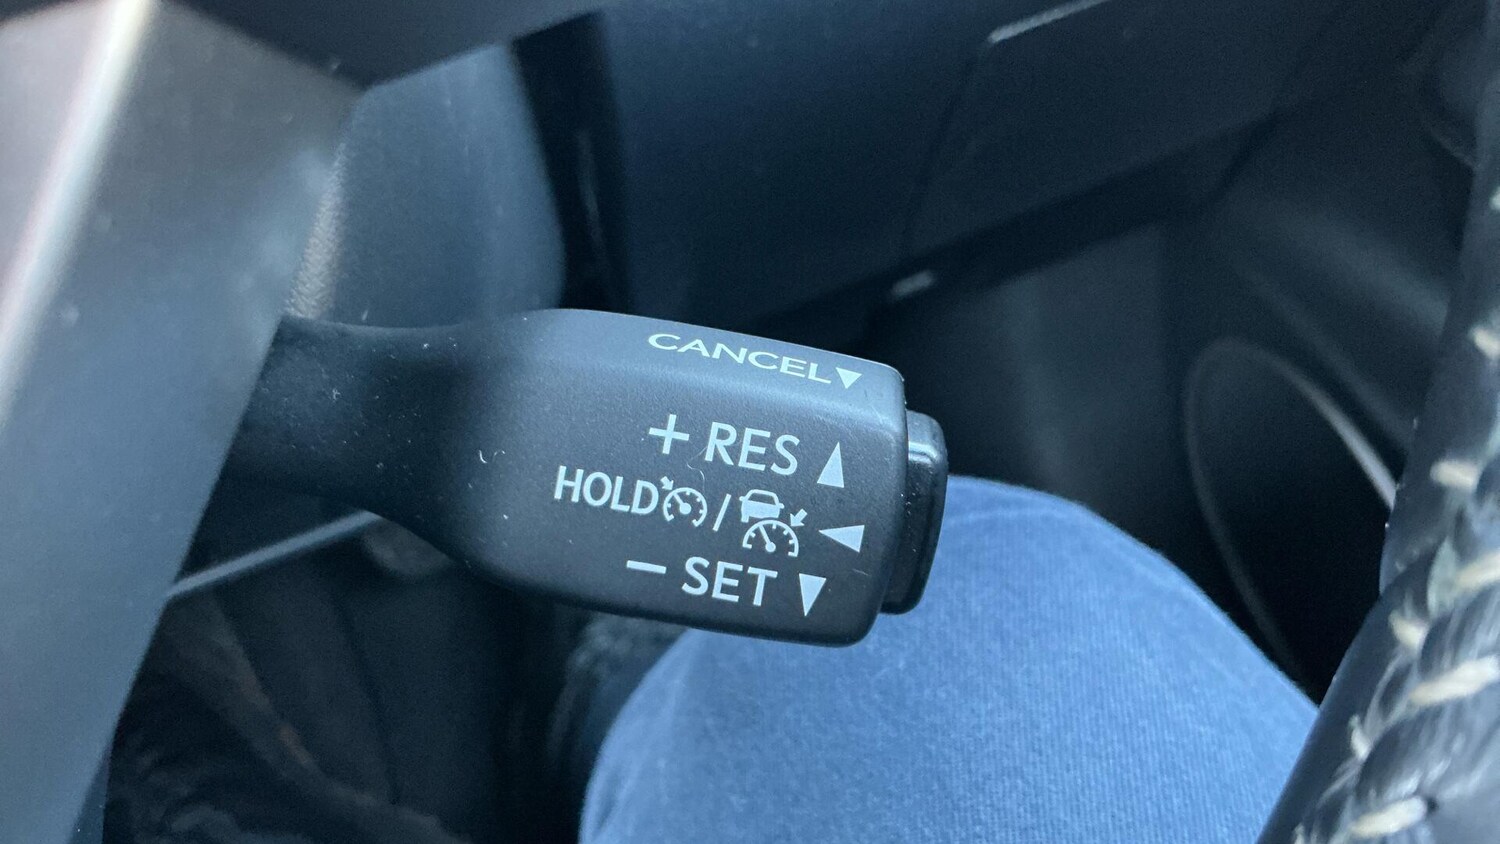 CANCEL▼
+ RES ▲
HOLD / ◀
− SET ▼